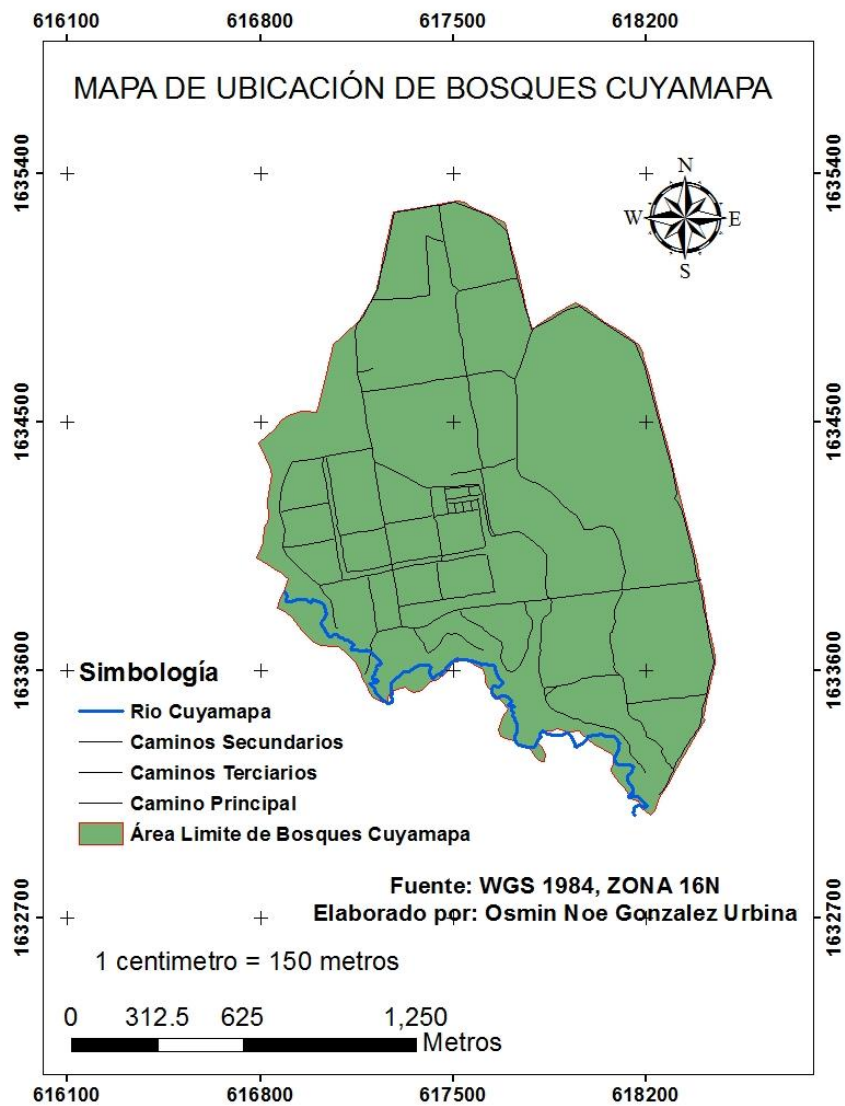 616100 616800 617500 618200
MAPA DE UBICACIÓN DE BOSQUES CUYAMAPA
1635400 1635400
N
W E
S
1634500 1634500
1633600 1633600
Simbología
Rio Cuyamapa
Caminos Secundarios
Caminos Terciarios
Camino Principal
Área Limite de Bosques Cuyamapa
Fuente: WGS 1984, ZONA 16N
Elaborado por: Osmin Noe Gonzalez Urbina
1632700 1632700
1 centimetro = 150 metros
0 312.5 625 1,250
Metros
616100 616800 617500 618200